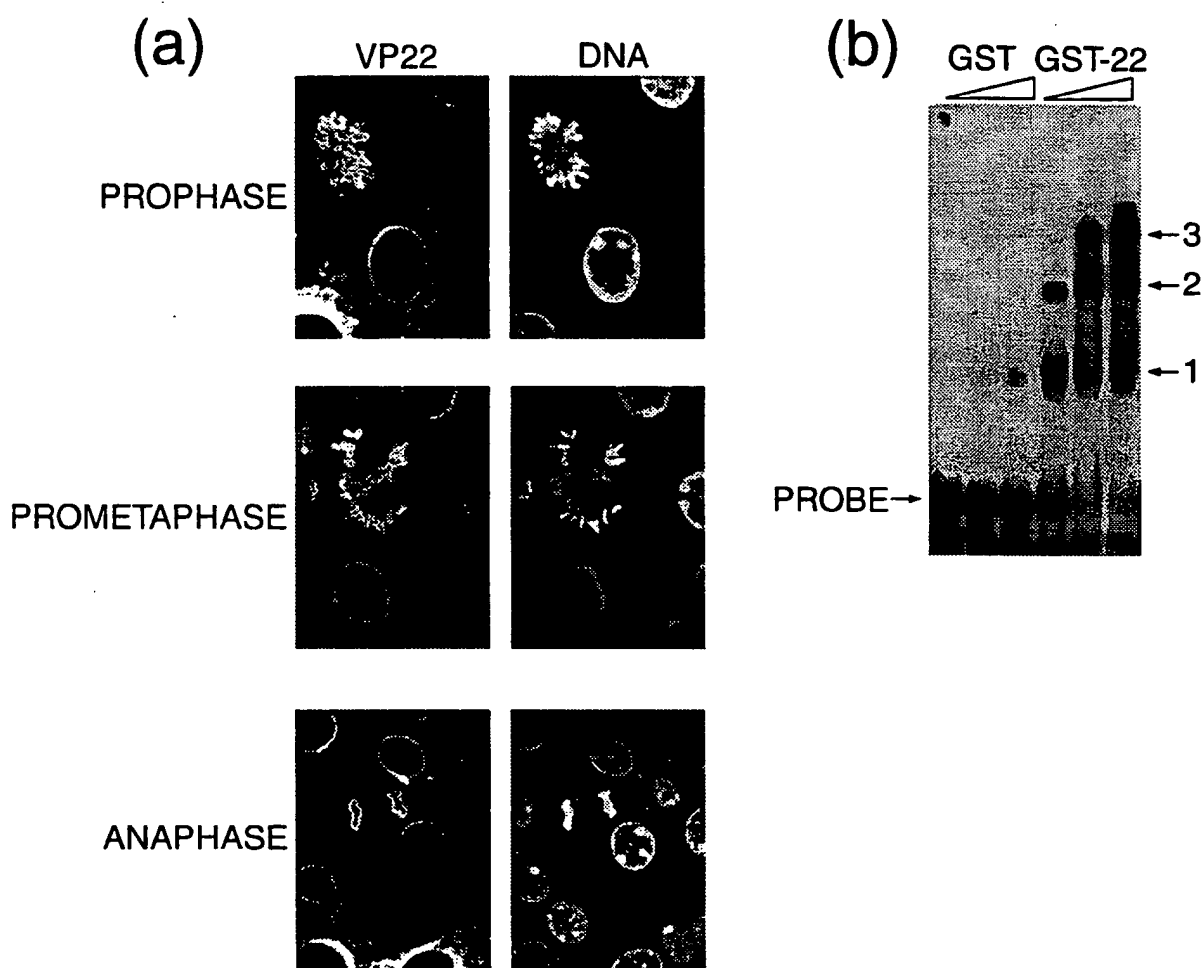 (a)
VP22 DNA
PROPHASE
PROMETAPHASE
ANAPHASE
(b)
GST GST-22
←3
←2
←1
PROBE→